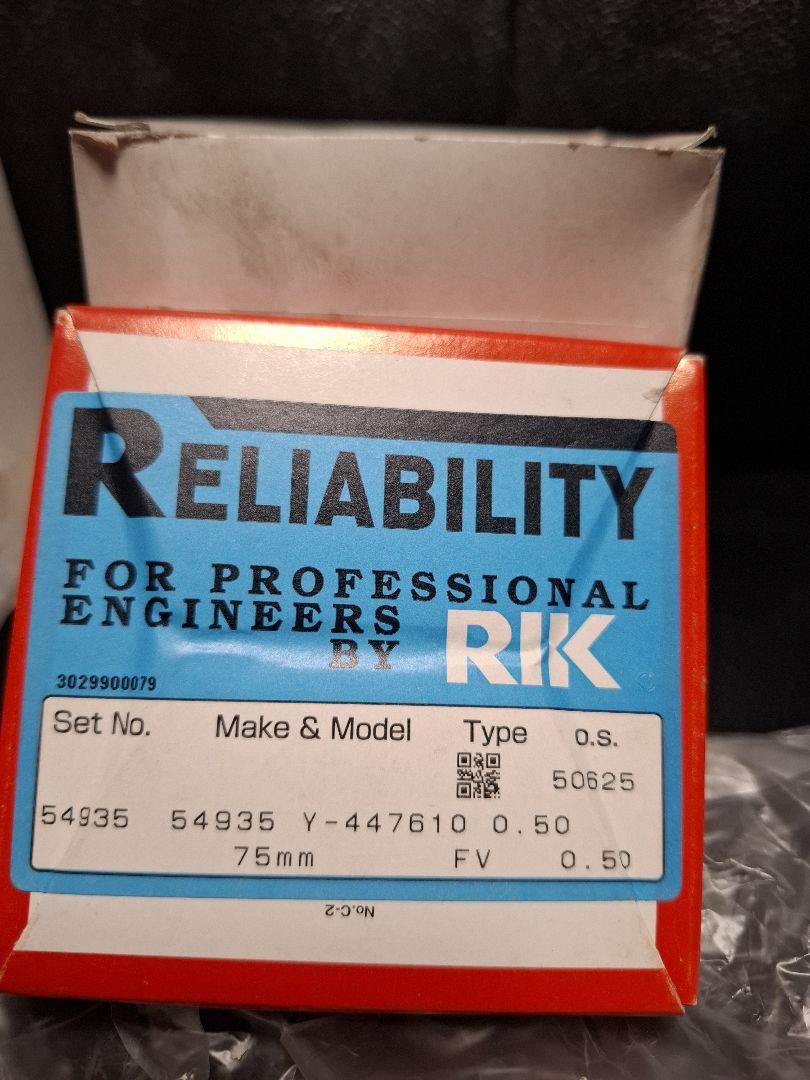 RELIABILITY
FOR PROFESSIONAL
ENGINEERS
BY RIK
3029900079
Set No. Make & Model Type O.S.
50625
54935 54935 Y-447610 0.50
75mm FV 0.50
No.C-2